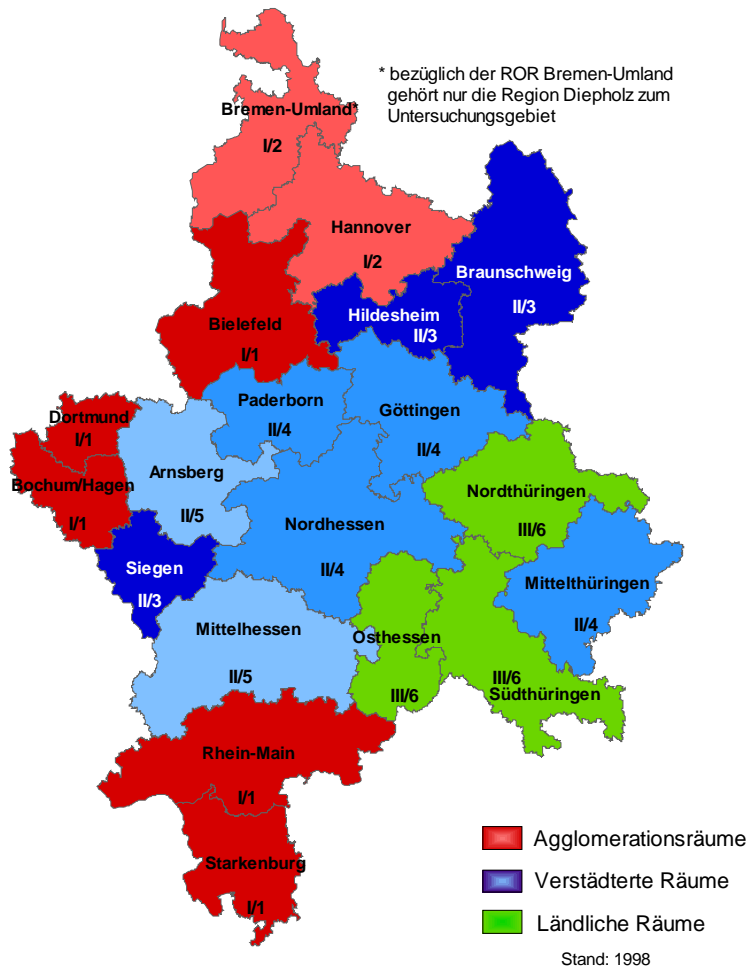 * bezüglich der ROR Bremen-Umland
gehört nur die Region Diepholz zum
Untersuchungsgebiet
Bremen-Umland*
I/2
Hannover
I/2
Braunschweig
II/3
Hildesheim
II/3
Bielefeld
I/1
Paderborn
II/4
Göttingen
II/4
Dortmund
I/1
Arnsberg
II/5
Bochum/Hagen
I/1
Nordthüringen
III/6
Nordhessen
II/4
Siegen
II/3
Mittelthüringen
II/4
Mittelhessen
II/5
Osthessen
III/6
III/6
Südthüringen
Rhein-Main
I/1
Starkenburg
I/1
Agglomerationsräume
Verstädterte Räume
Ländliche Räume
Stand: 1998